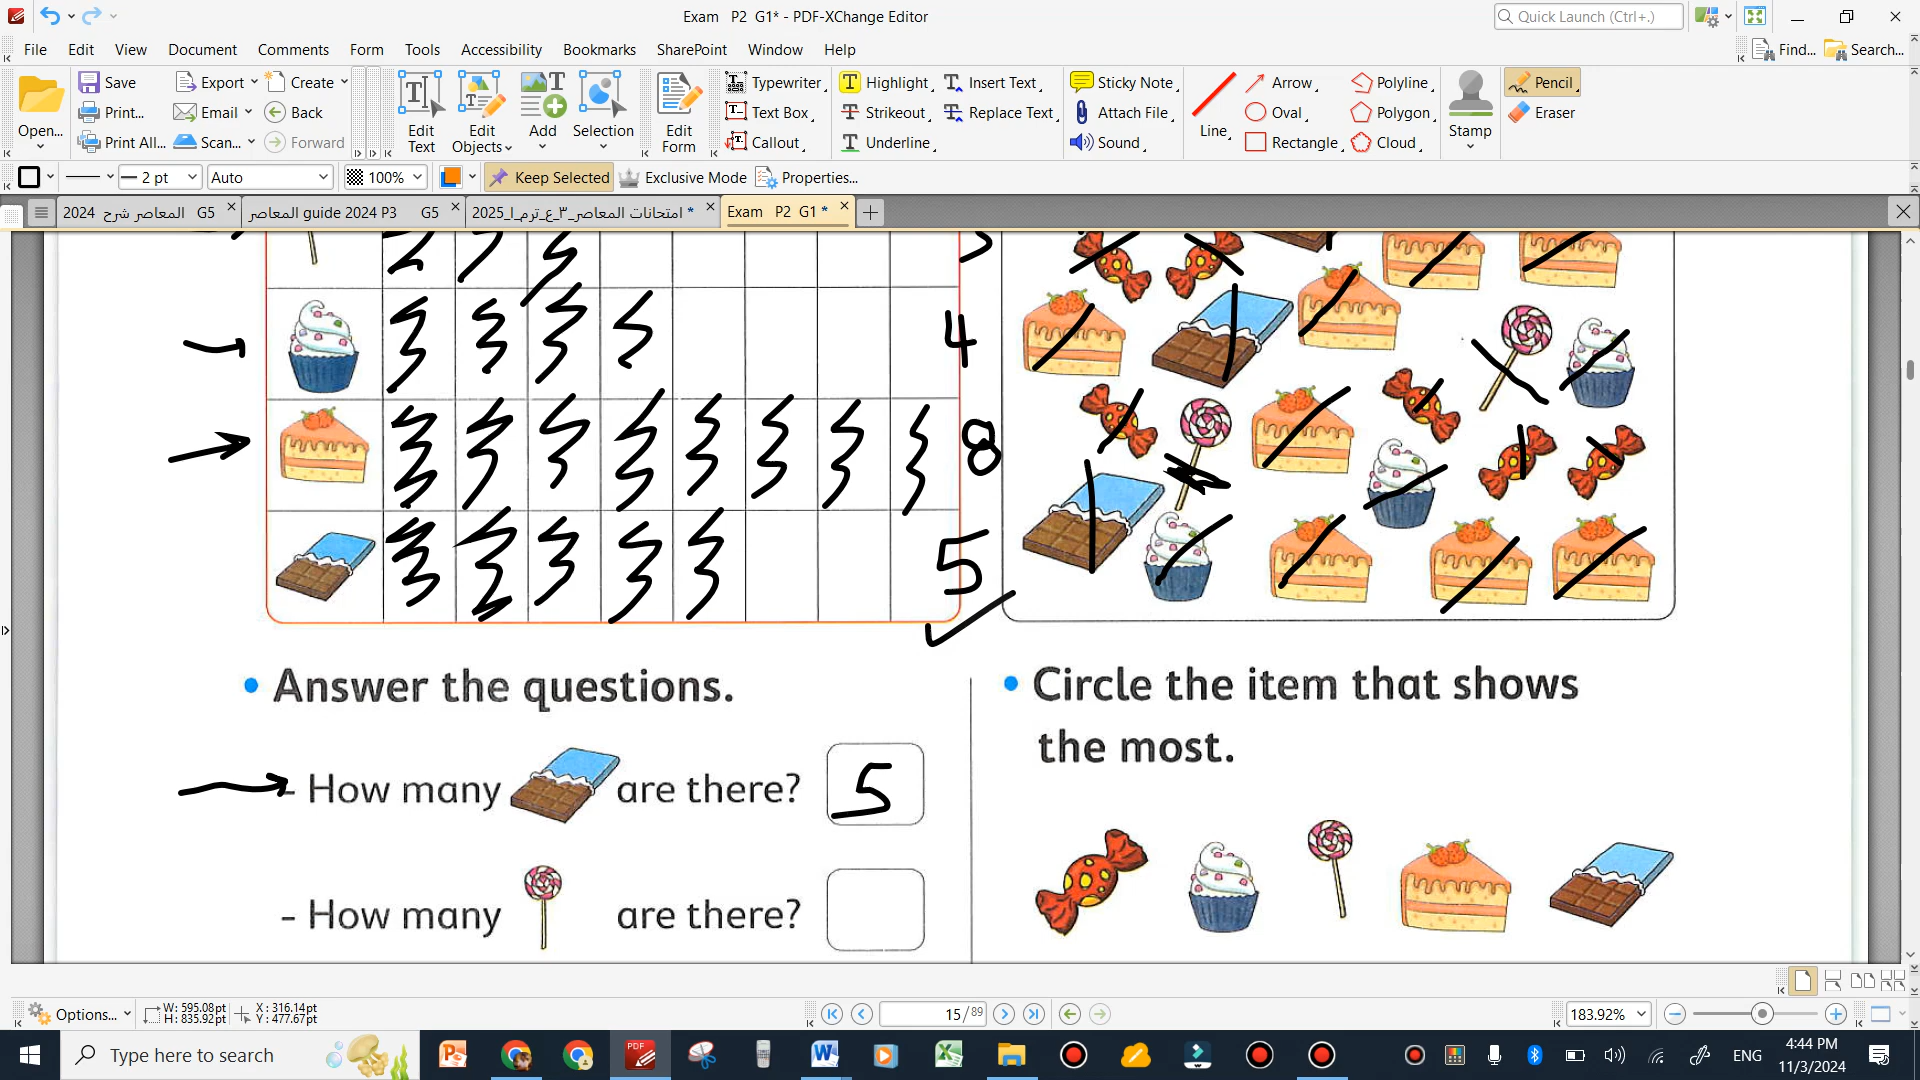 Exam P2 G1* - PDF-XChange Editor
Quick Launch (Ctrl+.)
File Edit View Document Comments Form Tools Accessibility Bookmarks SharePoint Window Help
Find... Search...
Open... Save Export Create
Print... Email Back
Print All... Scan... Forward
Edit Text
Edit Objects
Add
Selection
Edit Form
Typewriter Highlight Insert Text
Text Box Strikeout Replace Text
Callout Underline
Sticky Note
Attach File
Sound
Line
Arrow Polyline
Oval Polygon
Rectangle Cloud
Stamp
Pencil
Eraser
2 pt Auto 100% Keep Selected Exclusive Mode Properties...
المعاصر شرح 2024 G5
المعاصر guide 2024 P3 G5
امتحانات المعاصر_٣_ع_ترم_ا_2025 *
Exam P2 G1 *
4
8
5
• Answer the questions.
- How many are there? 5
- How many are there?
• Circle the item that shows
the most.
Options... W: 595.08pt H: 835.92pt X: 316.14pt Y: 477.67pt
15 / 89
183.92%
Type here to search
ENG
4:44 PM
11/3/2024